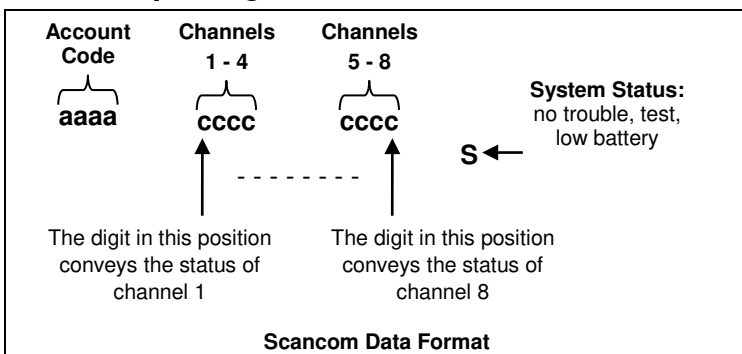 Account Code
Channels 1 - 4
Channels 5 - 8
aaaa
cccc
cccc
System Status:
no trouble, test,
low battery
S
The digit in this position
conveys the status of
channel 1
The digit in this position
conveys the status of
channel 8
Scancom Data Format